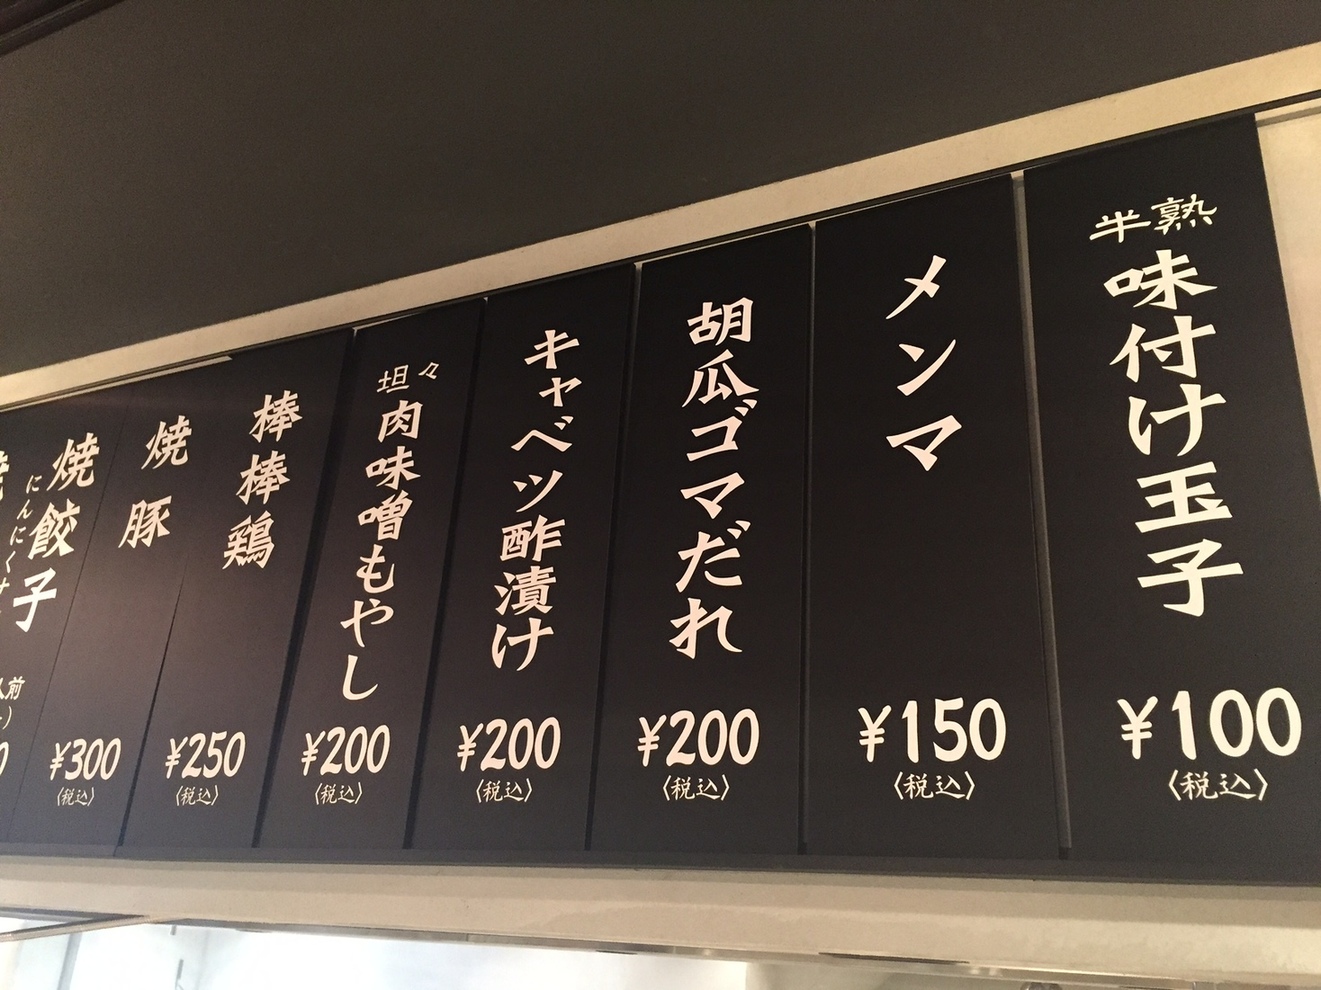 半熟
味付け玉子
¥100
〈税込〉
メンマ
¥150
〈税込〉
胡瓜ゴマだれ
¥200
〈税込〉
キャベツ酢漬け
¥200
〈税込〉
坦々
肉味噌もやし
¥200
〈税込〉
棒棒鶏
¥250
〈税込〉
焼豚
¥300
〈税込〉
焼餃子
にんにく
前